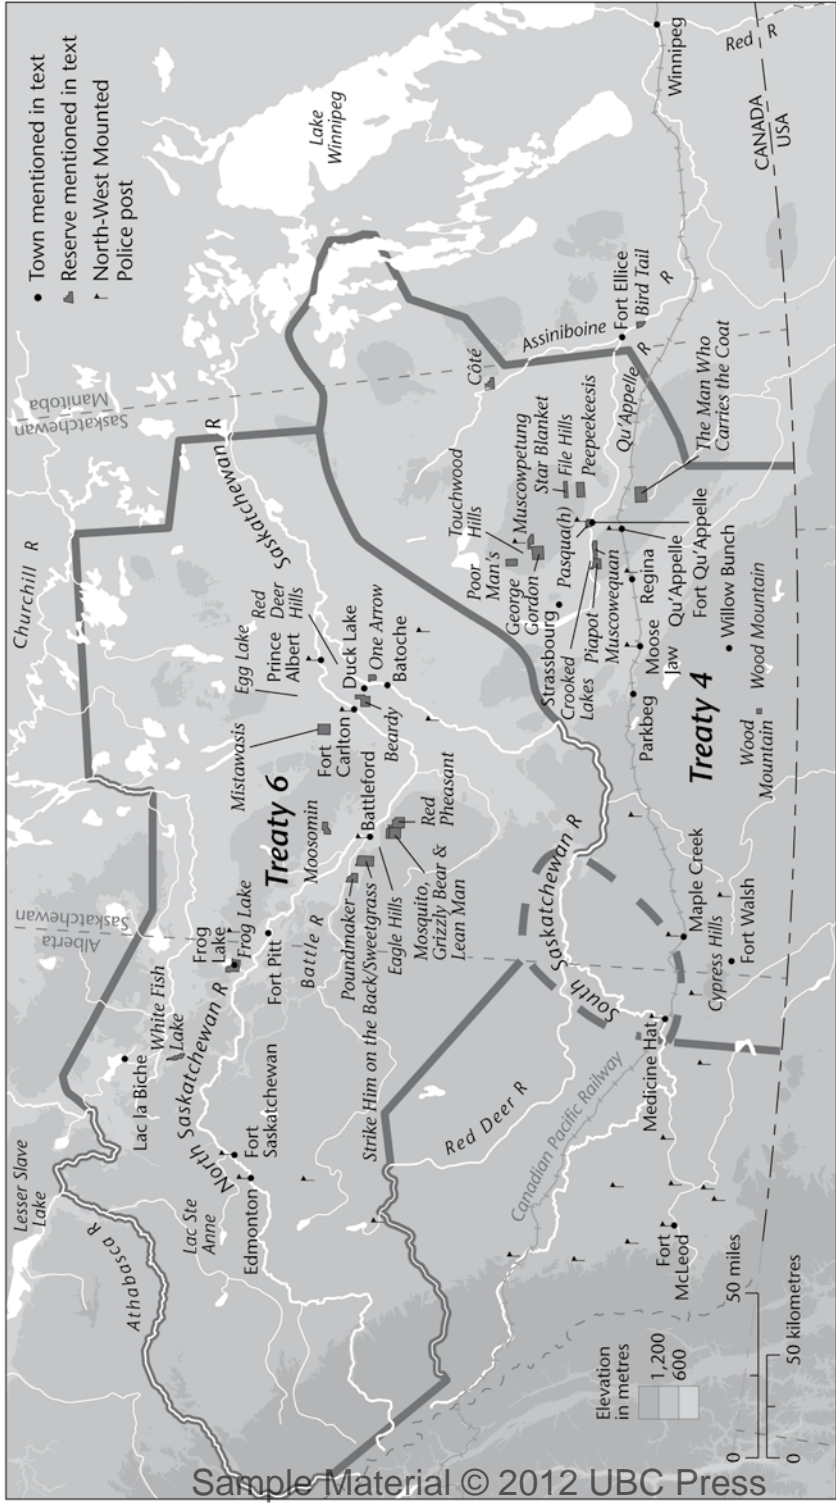 Town mentioned in text
Reserve mentioned in text
North-West Mounted
Police post
Lesser Slave
Lake
Athabasca R
Lac la Biche
White Fish
Lake
North Saskatchewan R
Lac Ste
Anne
Edmonton
Fort
Saskatchewan
Alberta
Saskatchewan
Frog
Lake
Frog Lake
Fort Pitt
Battle R
Treaty 6
Moosomin
Battleford
Poundmaker
Strike Him on the Back/Sweetgrass
Eagle Hills
Mosquito,
Grizzly Bear &
Lean Man
Red
Pheasant
Mistawasis
Egg Lake
Fort
Carlton
Prince
Albert
Red
Deer
Hills
Duck Lake
One Arrow
Beardy
Batoche
Churchill R
Saskatchewan R
Saskatchewan
Manitoba
Lake
Winnipeg
Red Deer R
Canadian Pacific Railway
South Saskatchewan R
Medicine Hat
Fort
McLeod
Maple Creek
Cypress Hills
Fort Walsh
Strassbourg
Crooked
Lakes
Piapot
Muscowequan
Touchwood
Hills
Poor
Man's
George
Gordon
Muscowpetung
Star Blanket
File Hills
Peepeekeesis
Pasqua(h)
Côté
Assiniboine R
Fort Ellice
Bird Tail
Qu'Appelle R
The Man Who
Carries the Coat
Parkbeg
Moose
Jaw
Regina
Qu'Appelle
Fort Qu'Appelle
Treaty 4
Willow Bunch
Wood
Mountain
Wood Mountain
Winnipeg
Red R
CANADA
USA
Elevation
in metres
1,200
600
0
50 miles
0
50 kilometres
Sample Material © 2012 UBC Press